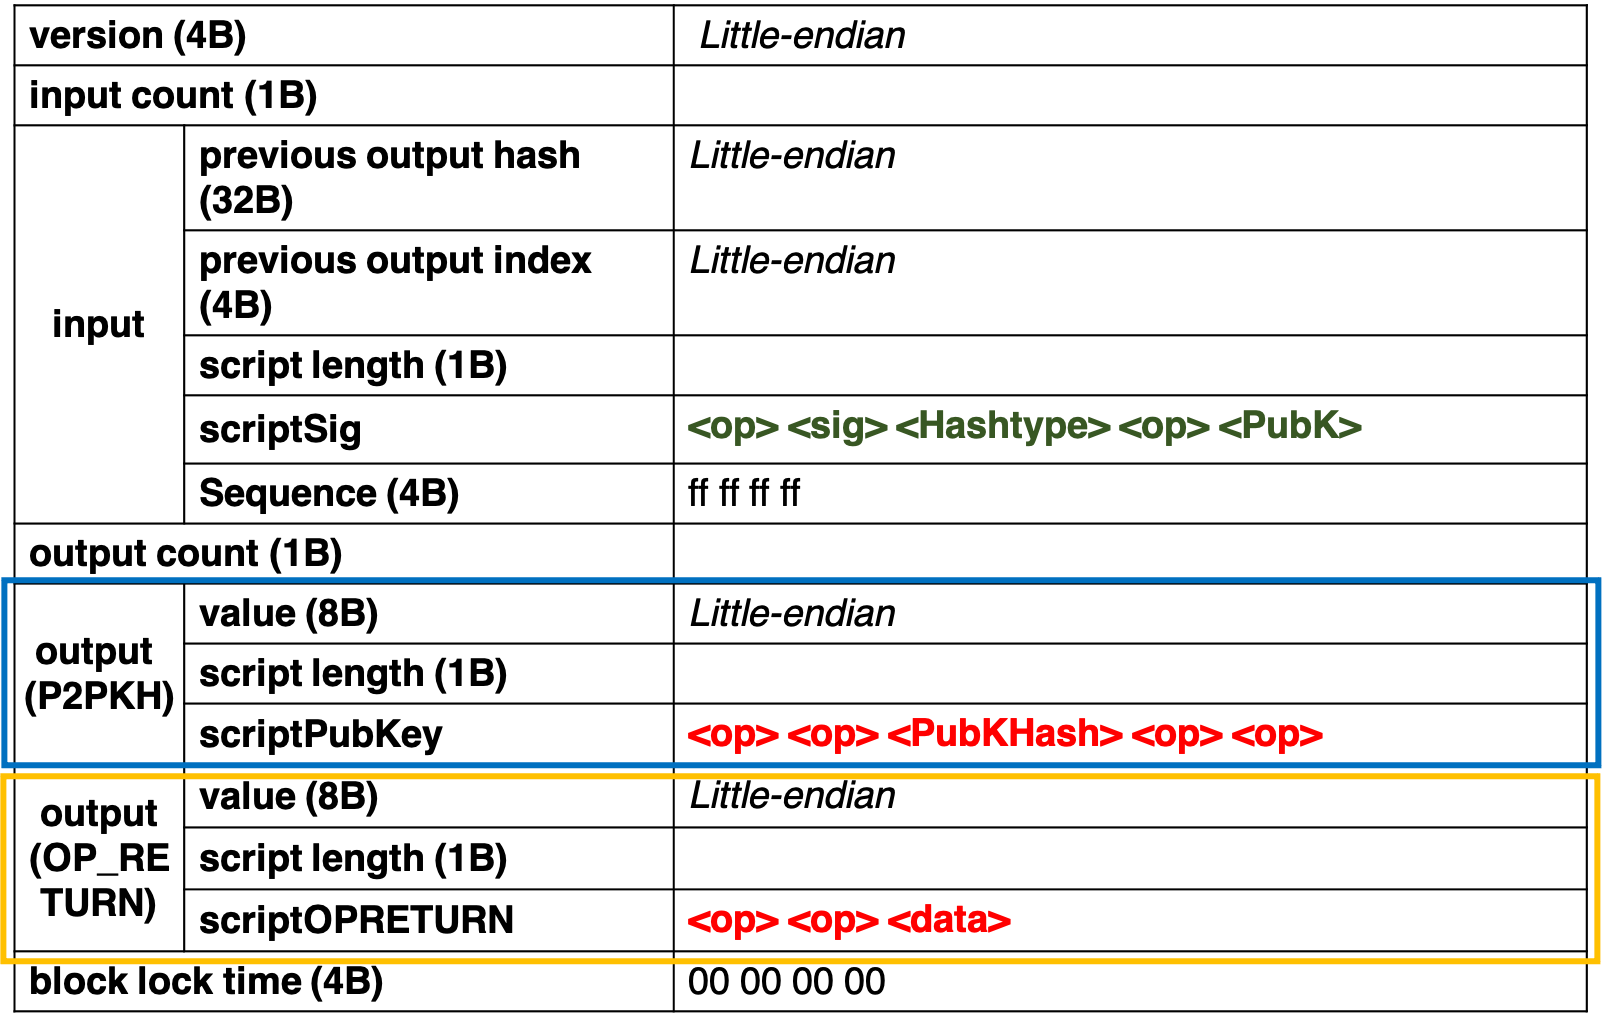 version (4B) Little-endian
input count (1B)
input
previous output hash
(32B)
Little-endian
previous output index
(4B)
Little-endian
script length (1B)
scriptSig <op> <sig> <Hashtype> <op> <PubK>
Sequence (4B) ff ff ff ff
output count (1B)
output
(P2PKH)
value (8B) Little-endian
script length (1B)
scriptPubKey <op> <op> <PubKHash> <op> <op>
output
(OP_RE
TURN)
value (8B) Little-endian
script length (1B)
scriptOPRETURN <op> <op> <data>
block lock time (4B) 00 00 00 00